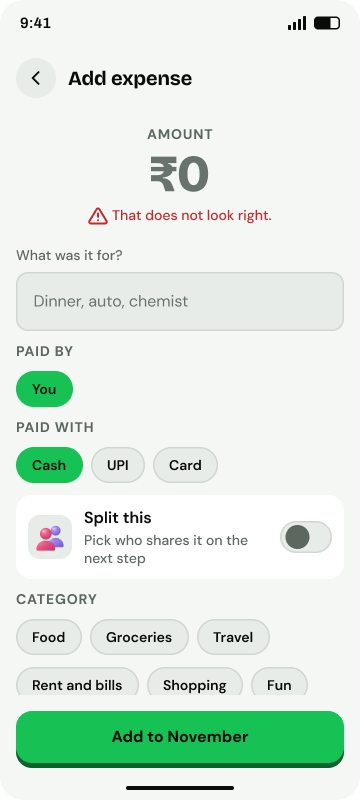 9:41
Add expense
AMOUNT
₹0
That does not look right.
What was it for?
Dinner, auto, chemist
PAID BY
You
PAID WITH
Cash UPI Card
Split this
Pick who shares it on the
next step
CATEGORY
Food Groceries Travel
Rent and bills Shopping Fun
Add to November